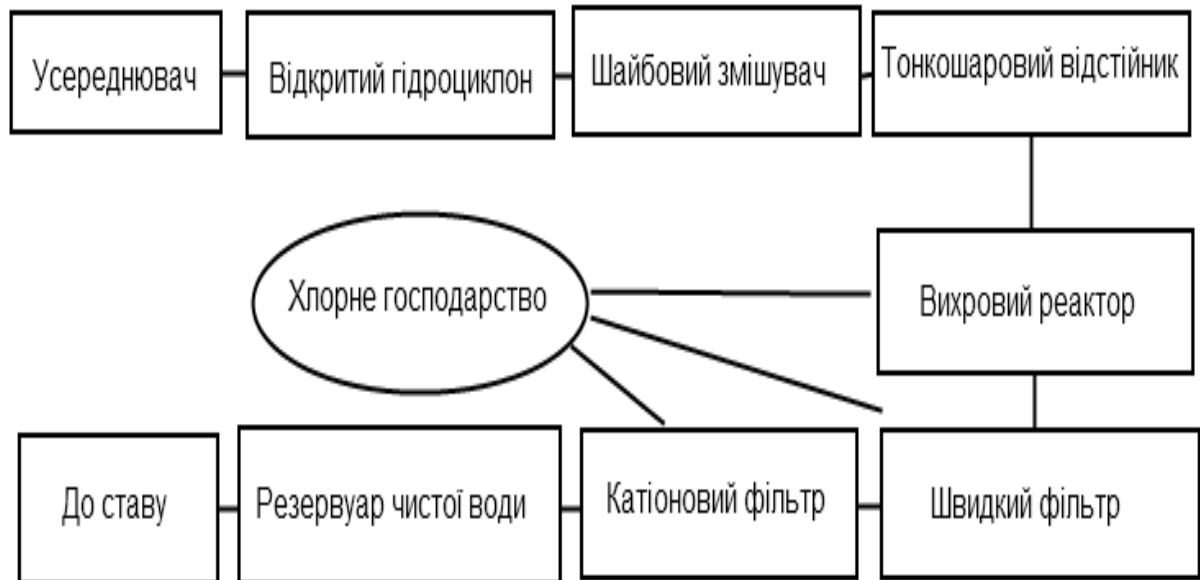 Усереднювач
Відкритий гідроциклон
Шайбовий змішувач
Тонкошаровий відстійник
Хлорне господарство
Вихровий реактор
До ставу
Резервуар чистої води
Катіоновий фільтр
Швидкий фільтр